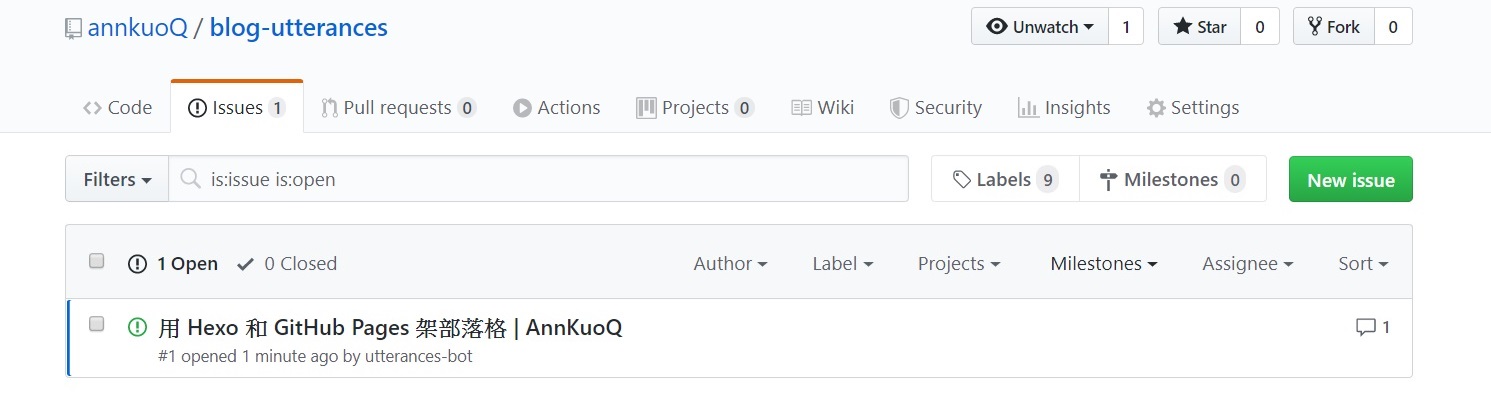 annkuoQ / blog-utterances Unwatch 1 Star 0 Fork 0
Code Issues 1 Pull requests 0 Actions Projects 0 Wiki Security Insights Settings
Filters is:issue is:open Labels 9 Milestones 0 New issue
1 Open 0 Closed Author Label Projects Milestones Assignee Sort
用 Hexo 和 GitHub Pages 架部落格 | AnnKuoQ 1
#1 opened 1 minute ago by utterances-bot